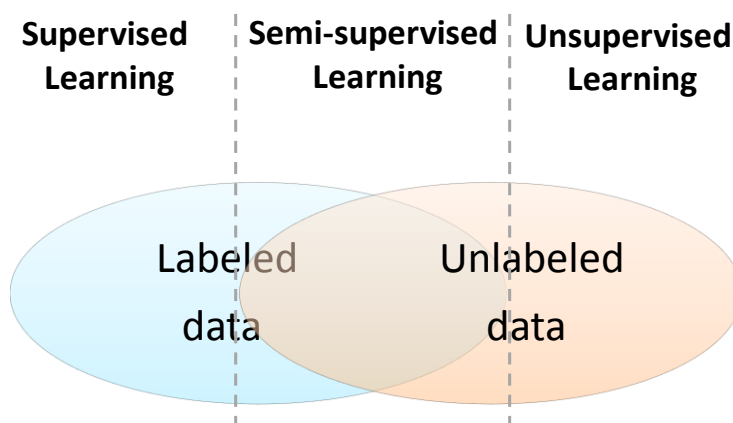 Supervised
Learning
Semi-supervised
Learning
Unsupervised
Learning
Labeled
data
Unlabeled
data